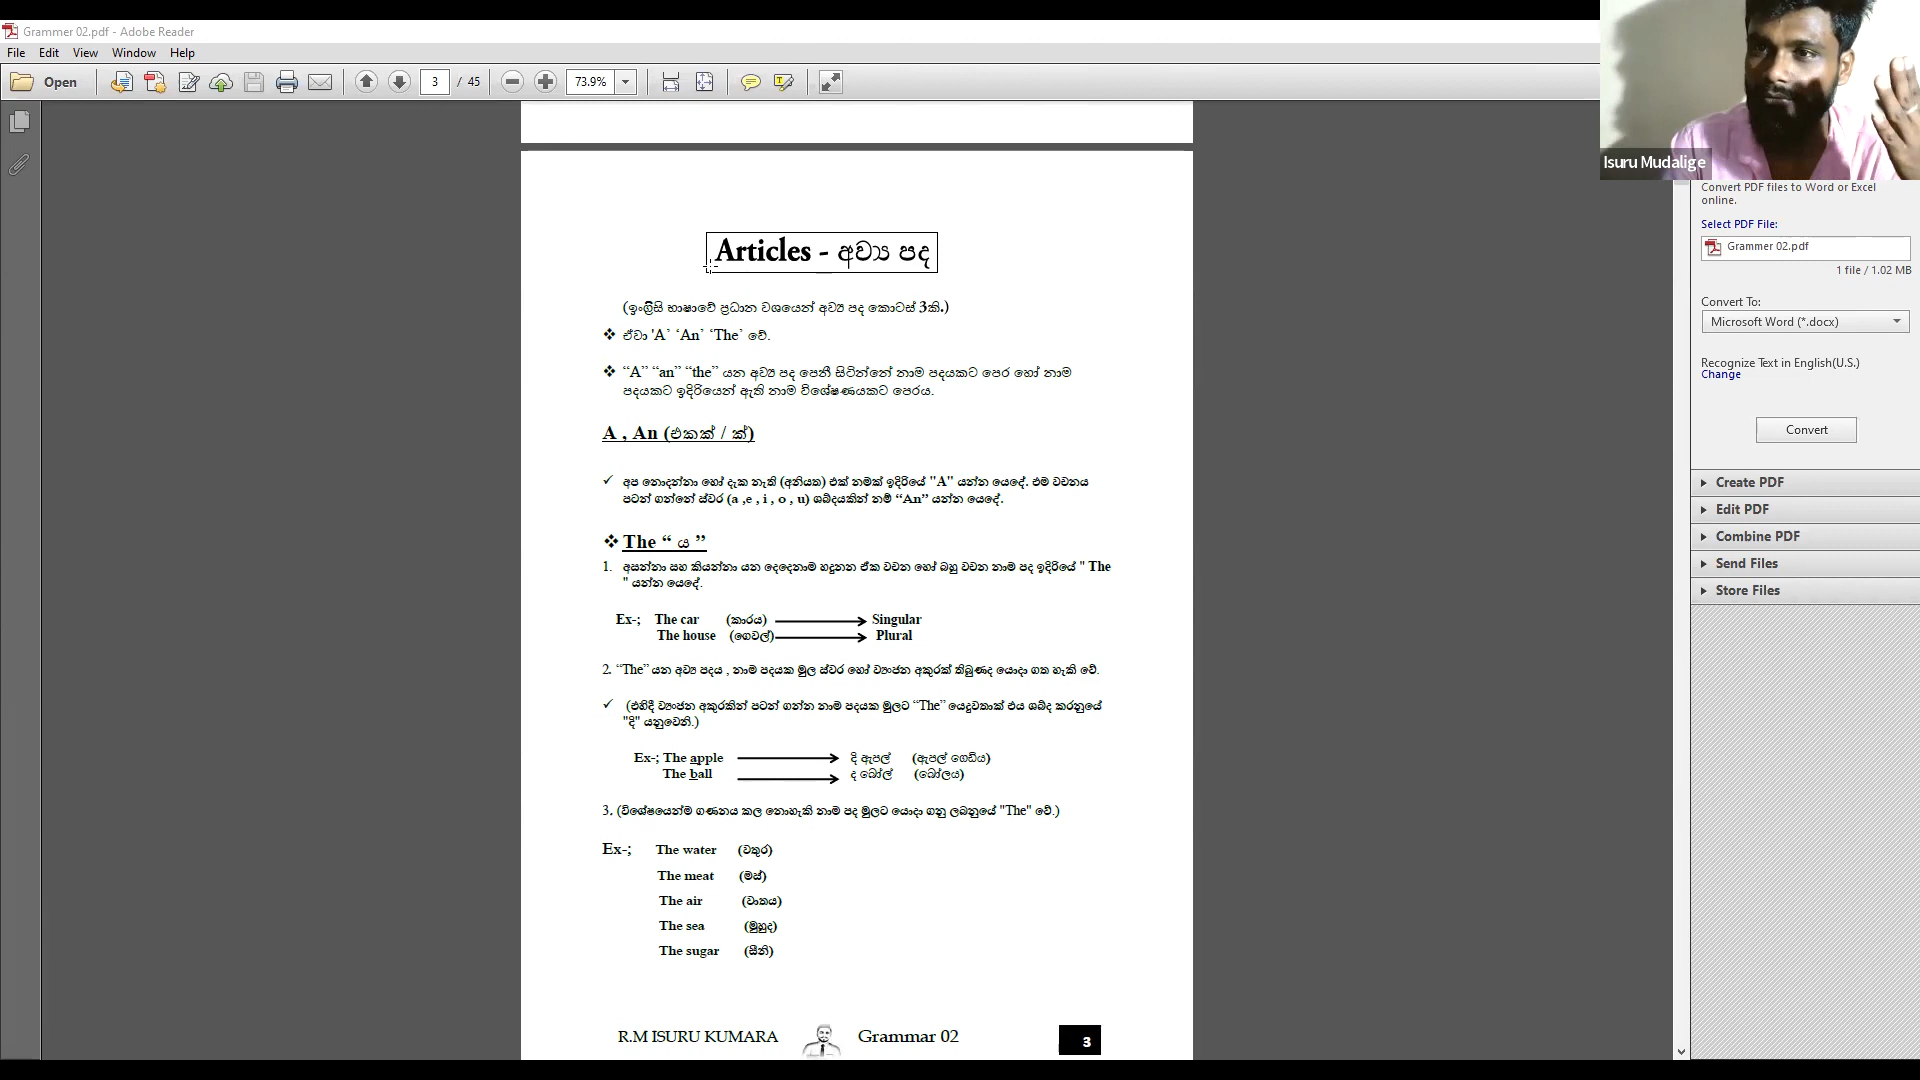 Grammer 02.pdf - Adobe Reader
File Edit View Window Help
Open 3 / 45 73.9%
Isuru Mudalige
Convert PDF files to Word or Excel
online.
Select PDF File:
Grammer 02.pdf
1 file / 1.02 MB
Convert To:
Microsoft Word (*.docx)
Recognize Text in English(U.S.)
Change
Convert
Create PDF
Edit PDF
Combine PDF
Send Files
Store Files
Articles - අව්‍ය පද
(ඉංග්‍රීසි භාෂාවේ ප්‍රධාන වශයෙන් අව්‍ය පද කොටස් 3කි.)
❖ ඒවා 'A' ‘An’ ‘The’ වේ.
❖ “A” “an” “the” යන අව්‍ය පද පෙනී සිටින්නේ නාම පදයකට පෙර හෝ නාම
පදයකට ඉදිරියෙන් ඇති නාම විශේෂණයකට පෙරය.
A , An (එකක් / ක්)
✓ අප නොදන්නා හෝ දැක නැති (අනියත) එක් නමක් ඉදිරියේ "A" යන්න යෙදේ. එම වචනය
පටන් ගන්නේ ස්වර (a ,e , i , o , u) ශබ්දයකින් නම් “An” යන්න යෙදේ.
❖ The “ ය ”
1. අසන්නා සහ කියන්නා යන දෙදෙනාම හඳුනන ඒක වචන හෝ බහු වචන නාම පද ඉදිරියේ " The
" යන්න යෙදේ.
Ex-; The car (කාරය) Singular
The house (ගෙවල්) Plural
2. “The” යන අව්‍ය පදය , නාම පදයක මුල ස්වර හෝ ව්‍යංජන අකුරක් තිබුණද යොදා ගත හැකි වේ.
✓ (එහිදී ව්‍යංජන අකුරකින් පටන් ගන්න නාම පදයක මුලට “The” යෙදුවහාක් එය ශබ්ද කරනුයේ
"දි" යනුවෙනි.)
Ex-; The apple දි ඇපල් (ඇපල් ගෙඩිය)
The ball ද බෝල් (බෝලය)
3. (විශේෂයෙන්ම ගණනය කල නොහැකි නාම පද මුලට යොදා ගනු ලබනුයේ "The" වේ.)
Ex-; The water (වතුර)
The meat (මස්)
The air (වාතය)
The sea (මුහුද)
The sugar (සීනි)
R.M ISURU KUMARA Grammar 02 3